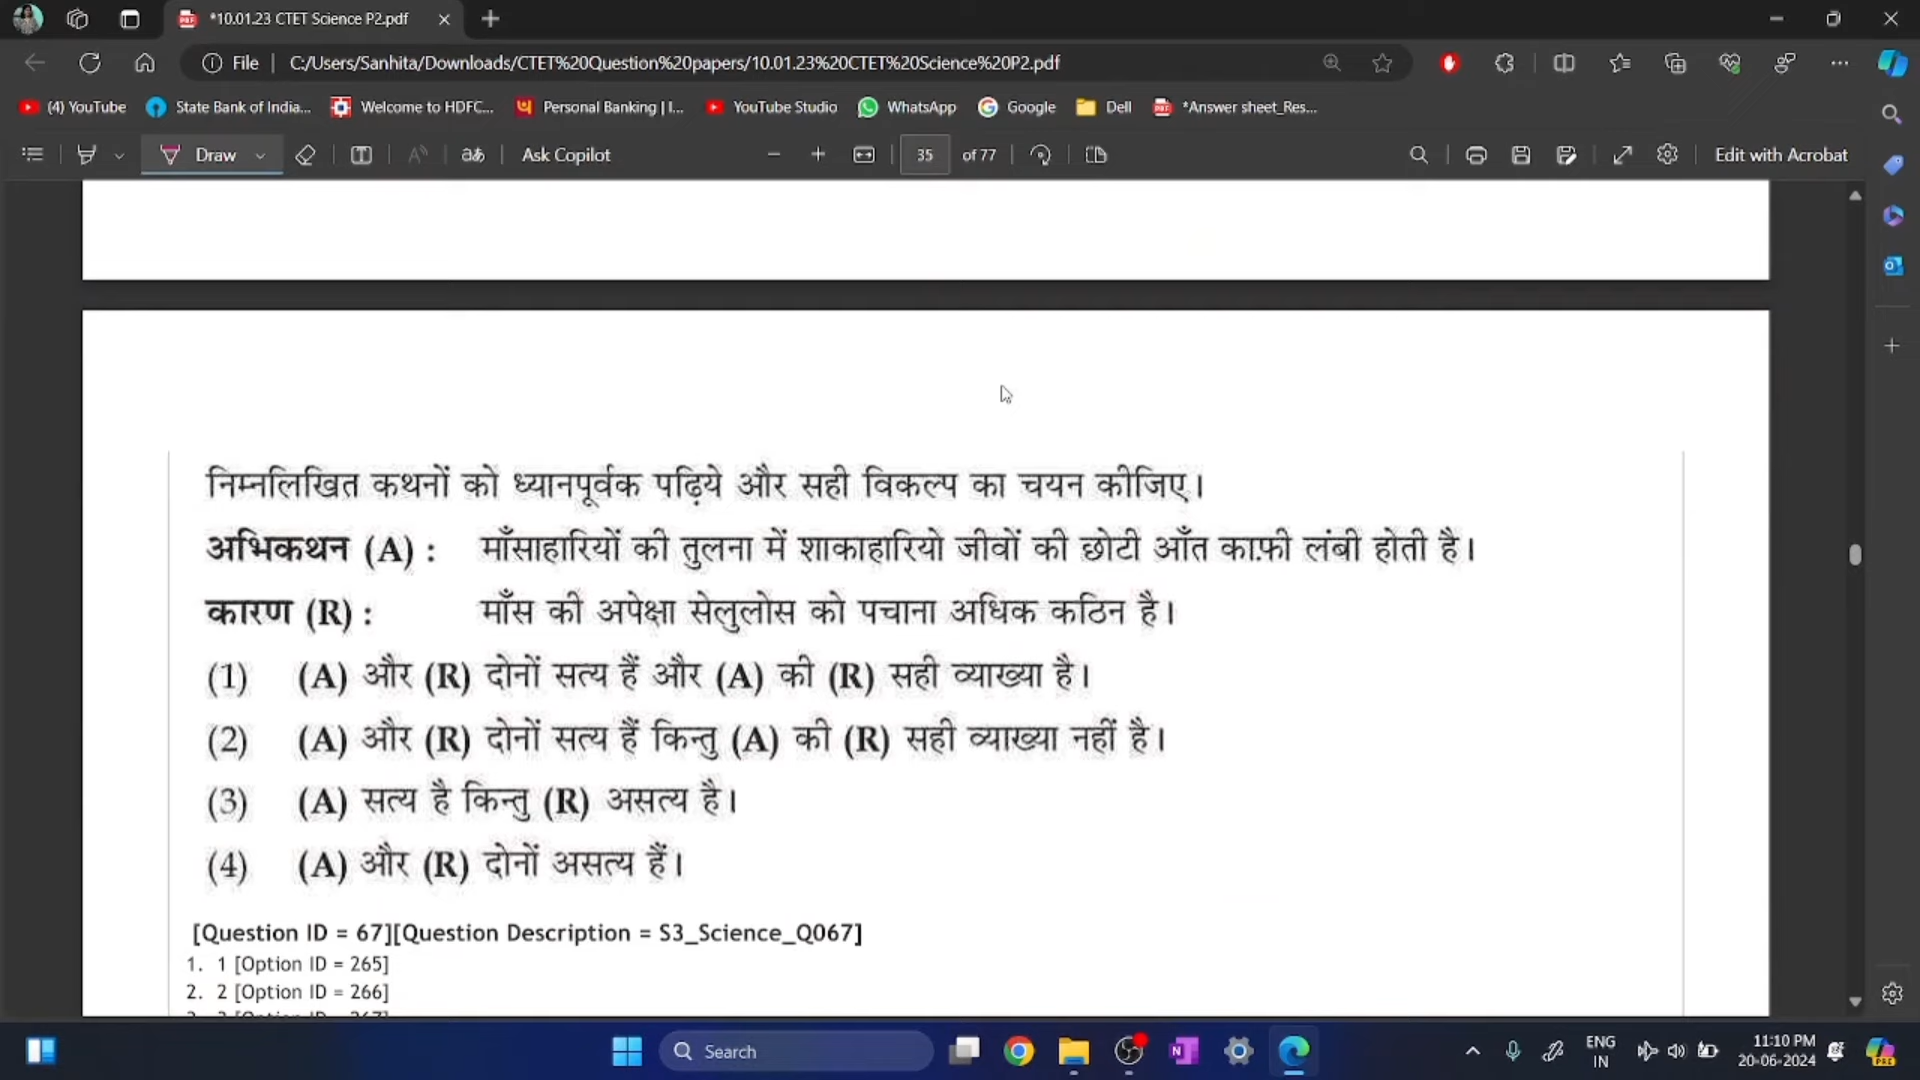 *10.01.23 CTET Science P2.pdf
File C:/Users/Sanhita/Downloads/CTET%20Question%20papers/10.01.23%20CTET%20Science%20P2.pdf
(4) YouTube State Bank of India... Welcome to HDFC... Personal Banking | I... YouTube Studio WhatsApp Google Dell *Answer sheet_Res...
Draw aあ Ask Copilot 35 of 77 Edit with Acrobat
निम्नलिखित कथनों को ध्यानपूर्वक पढ़िये और सही विकल्प का चयन कीजिए।
अभिकथन (A) : माँसाहारियों की तुलना में शाकाहारियो जीवों की छोटी आँत काफ़ी लंबी होती है।
कारण (R) : माँस की अपेक्षा सेलुलोस को पचाना अधिक कठिन है।
(1) (A) और (R) दोनों सत्य हैं और (A) की (R) सही व्याख्या है।
(2) (A) और (R) दोनों सत्य हैं किन्तु (A) की (R) सही व्याख्या नहीं है।
(3) (A) सत्य है किन्तु (R) असत्य है।
(4) (A) और (R) दोनों असत्य हैं।
[Question ID = 67][Question Description = S3_Science_Q067]
1. 1 [Option ID = 265]
2. 2 [Option ID = 266]
Search ENG IN 11:10 PM 20-06-2024